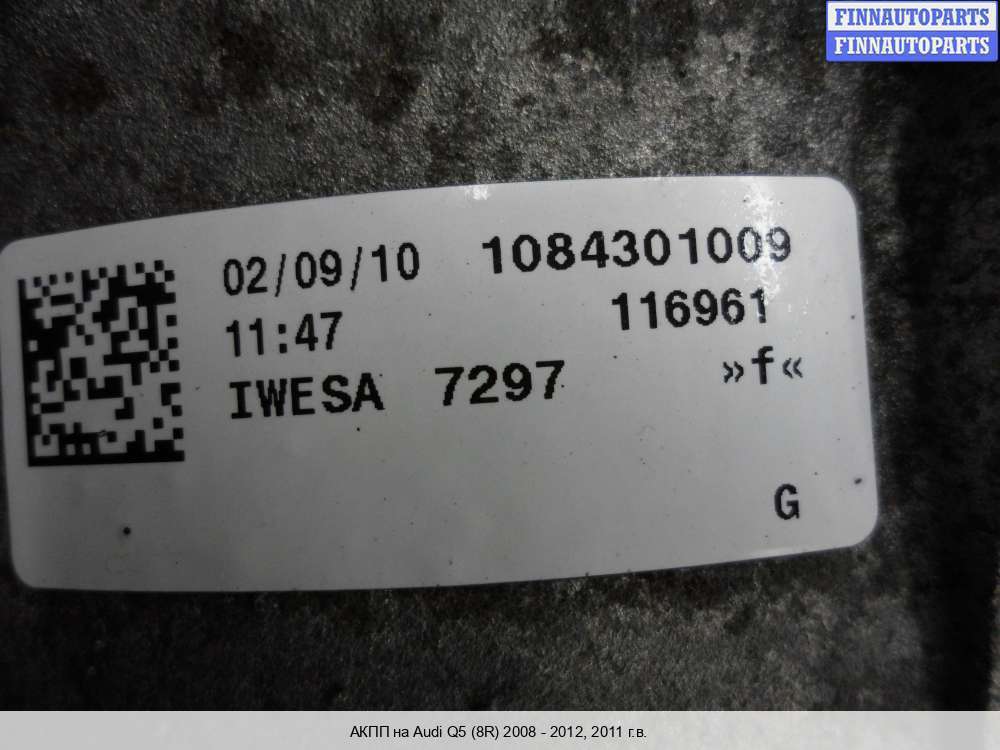 FINNAUTOPARTS
FINNAUTOPARTS
02/09/10 1084301009
11:47 116961
IWESA 7297 »f«
G
АКПП на Audi Q5 (8R) 2008 - 2012, 2011 г.в.